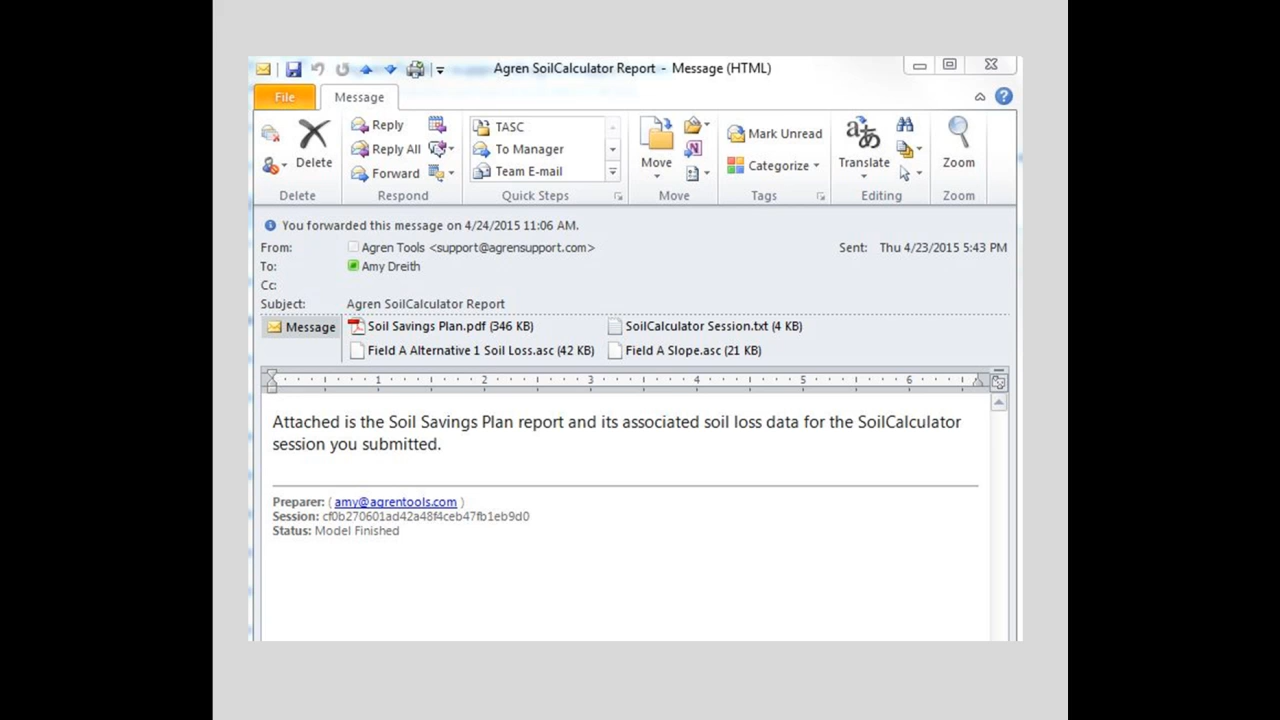 Agren SoilCalculator Report - Message (HTML)
File Message
Reply TASC Mark Unread
Delete Reply All To Manager Move Categorize Translate Zoom
Forward Team E-mail
Delete Respond Quick Steps Move Tags Editing Zoom
You forwarded this message on 4/24/2015 11:06 AM.
From: Agren Tools <support@agrensupport.com> Sent: Thu 4/23/2015 5:43 PM
To: Amy Dreith
Cc:
Subject: Agren SoilCalculator Report
Message Soil Savings Plan.pdf (346 KB) SoilCalculator Session.txt (4 KB)
Field A Alternative 1 Soil Loss.asc (42 KB) Field A Slope.asc (21 KB)
1 2 3 4 5 6
Attached is the Soil Savings Plan report and its associated soil loss data for the SoilCalculator
session you submitted.
Preparer: ( amy@agrentools.com )
Session: cf0b270601ad42a48f4ceb47fb1eb9d0
Status: Model Finished